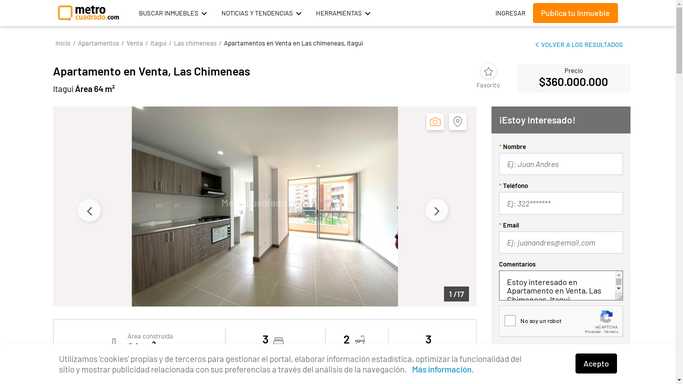 metro
cuadrado.com
BUSCAR INMUEBLES
NOTICIAS Y TENDENCIAS
HERRAMIENTAS
INGRESAR
Publica tu Inmueble
Inicio / Apartamentos / Venta / Itagui / Las chimeneas / Apartamentos en Venta en Las chimeneas, Itagui
VOLVER A LOS RESULTADOS
Apartamento en Venta, Las Chimeneas
Itagui Área 64 m²
Favorito
Precio
$360.000.000
1 /17
¡Estoy Interesado!
* Nombre
Ej: Juan Andres
* Teléfono
Ej: 322*******
* Email
Ej: juanandres@email.com
Comentarios
Estoy interesado en
Apartamento en Venta, Las
Chimeneas, Itagui
No soy un robot
reCAPTCHA
Privacidad - Términos
Área construida
3
2
3
Utilizamos 'cookies' propias y de terceros para gestionar el portal, elaborar información estadística, optimizar la funcionalidad del
sitio y mostrar publicidad relacionada con sus preferencias a través del análisis de la navegación. Más información.
Acepto